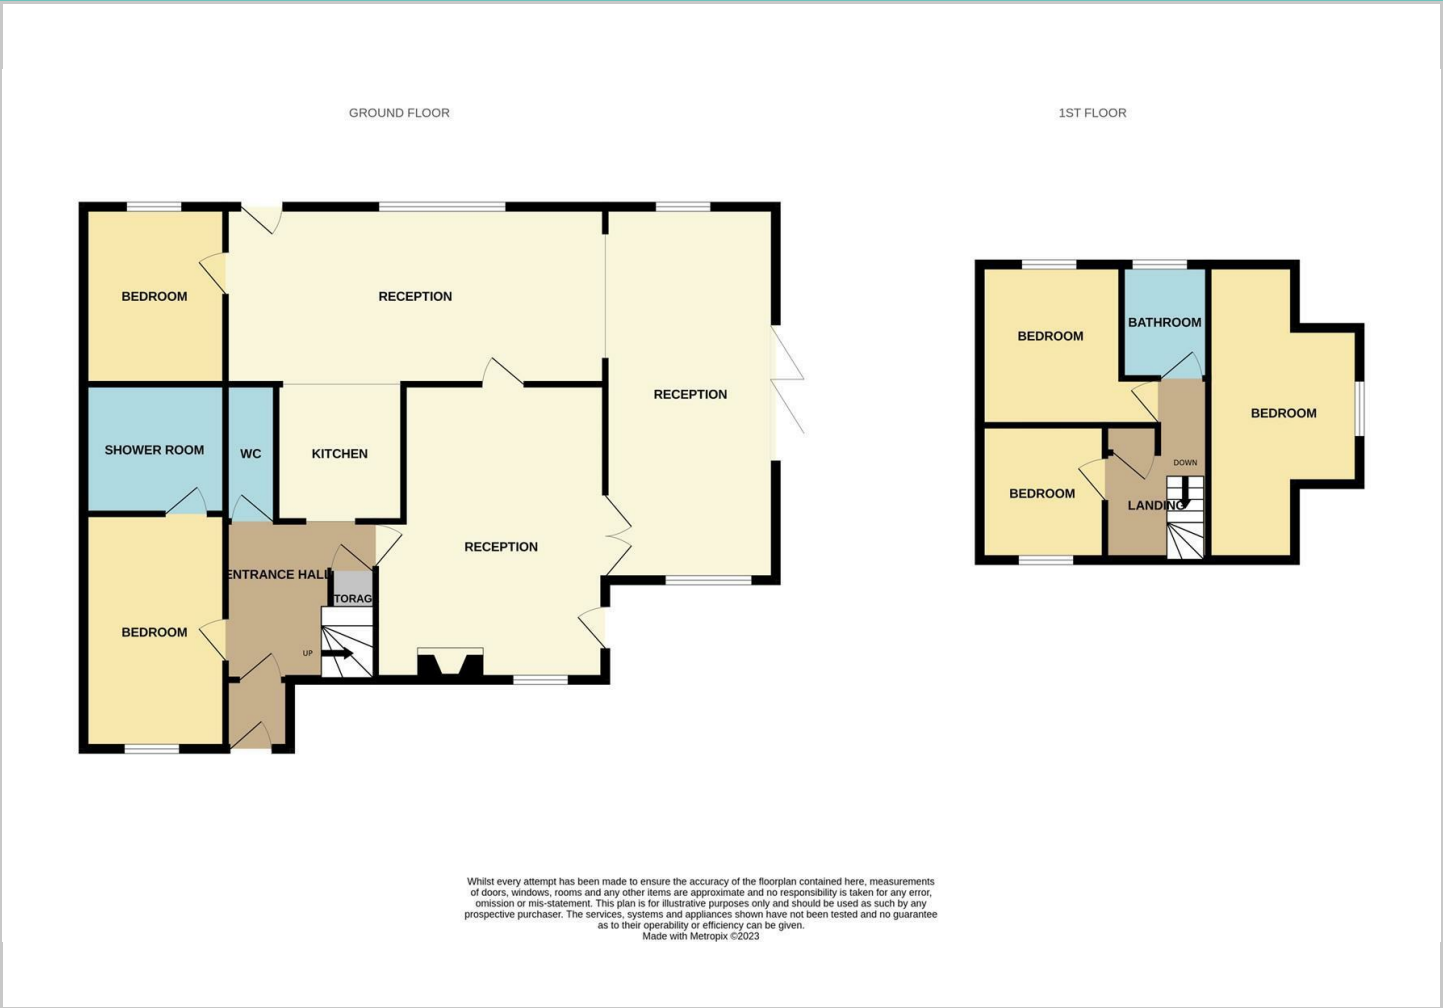 GROUND FLOOR
1ST FLOOR
BEDROOM
RECEPTION
RECEPTION
SHOWER ROOM
WC
KITCHEN
RECEPTION
ENTRANCE HALL
TORAG
BEDROOM
UP
BEDROOM
BATHROOM
BEDROOM
DOWN
BEDROOM
LANDING
Whilst every attempt has been made to ensure the accuracy of the floorplan contained here, measurements
of doors, windows, rooms and any other items are approximate and no responsibility is taken for any error,
omission or mis-statement. This plan is for illustrative purposes only and should be used as such by any
prospective purchaser. The services, systems and appliances shown have not been tested and no guarantee
as to their operability or efficiency can be given.
Made with Metropix ©2023